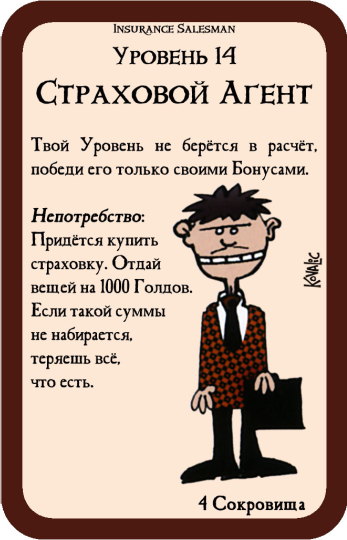 Insurance Salesman
Уровень 14
Страховой Агент
Твой Уровень не берётся в расчёт,
победи его только своими Бонусами.
Непотребство:
Придётся купить
страховку. Отдай
вещей на 1000 Голдов.
Если такой суммы
не набирается,
теряешь всё,
что есть.
Kovalic
4 Сокровища